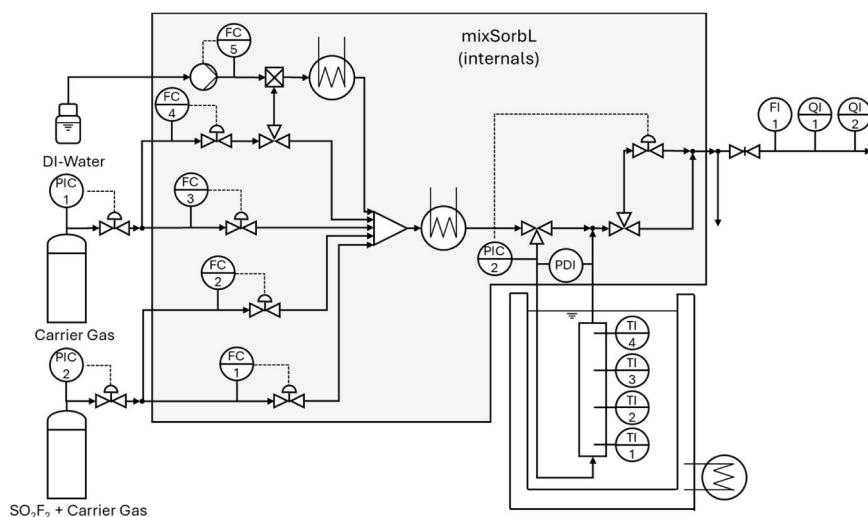 FC
5
mixSorbL
(internals)
FC
4
FI
1
QI
1
QI
2
DI-Water
PIC
1
FC
3
PIC
2
PDI
FC
2
Carrier Gas
TI
4
PIC
2
FC
1
TI
3
TI
2
TI
1
SO₂F₂ + Carrier Gas